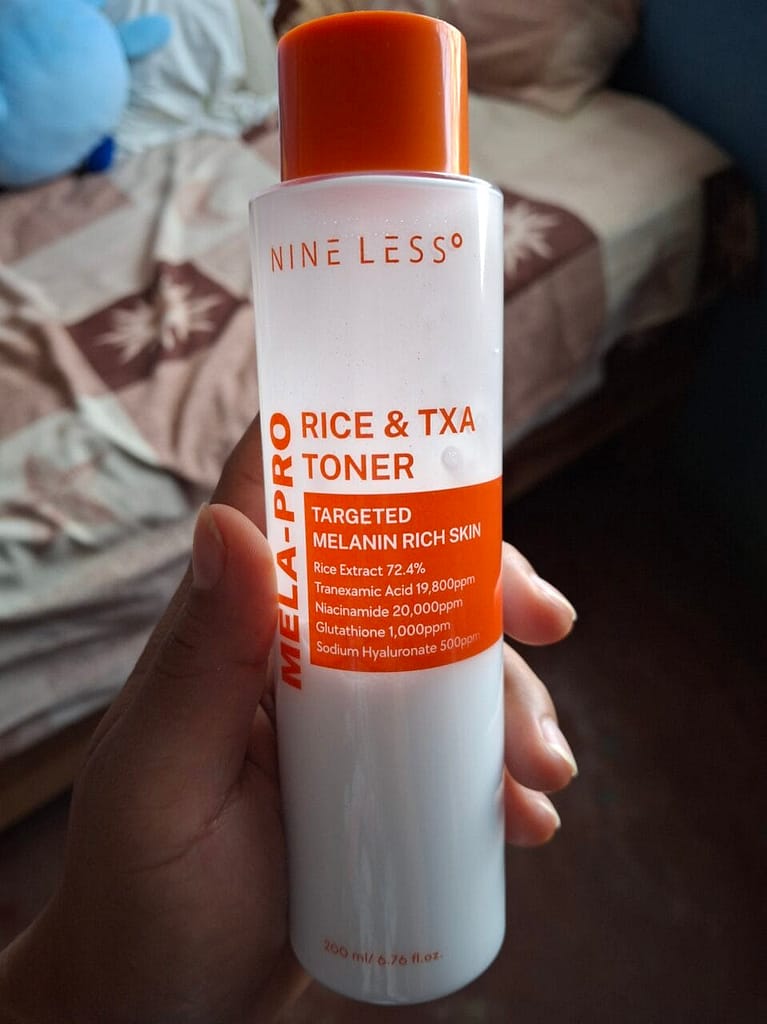 NINE LESS°
MELA-PRO
RICE & TXA
TONER
TARGETED
MELANIN RICH SKIN
Rice Extract 72.4%
Tranexamic Acid 19,800ppm
Niacinamide 20,000ppm
Glutathione 1,000ppm
Sodium Hyaluronate 500ppm
200 ml/ 6.76 fl.oz.